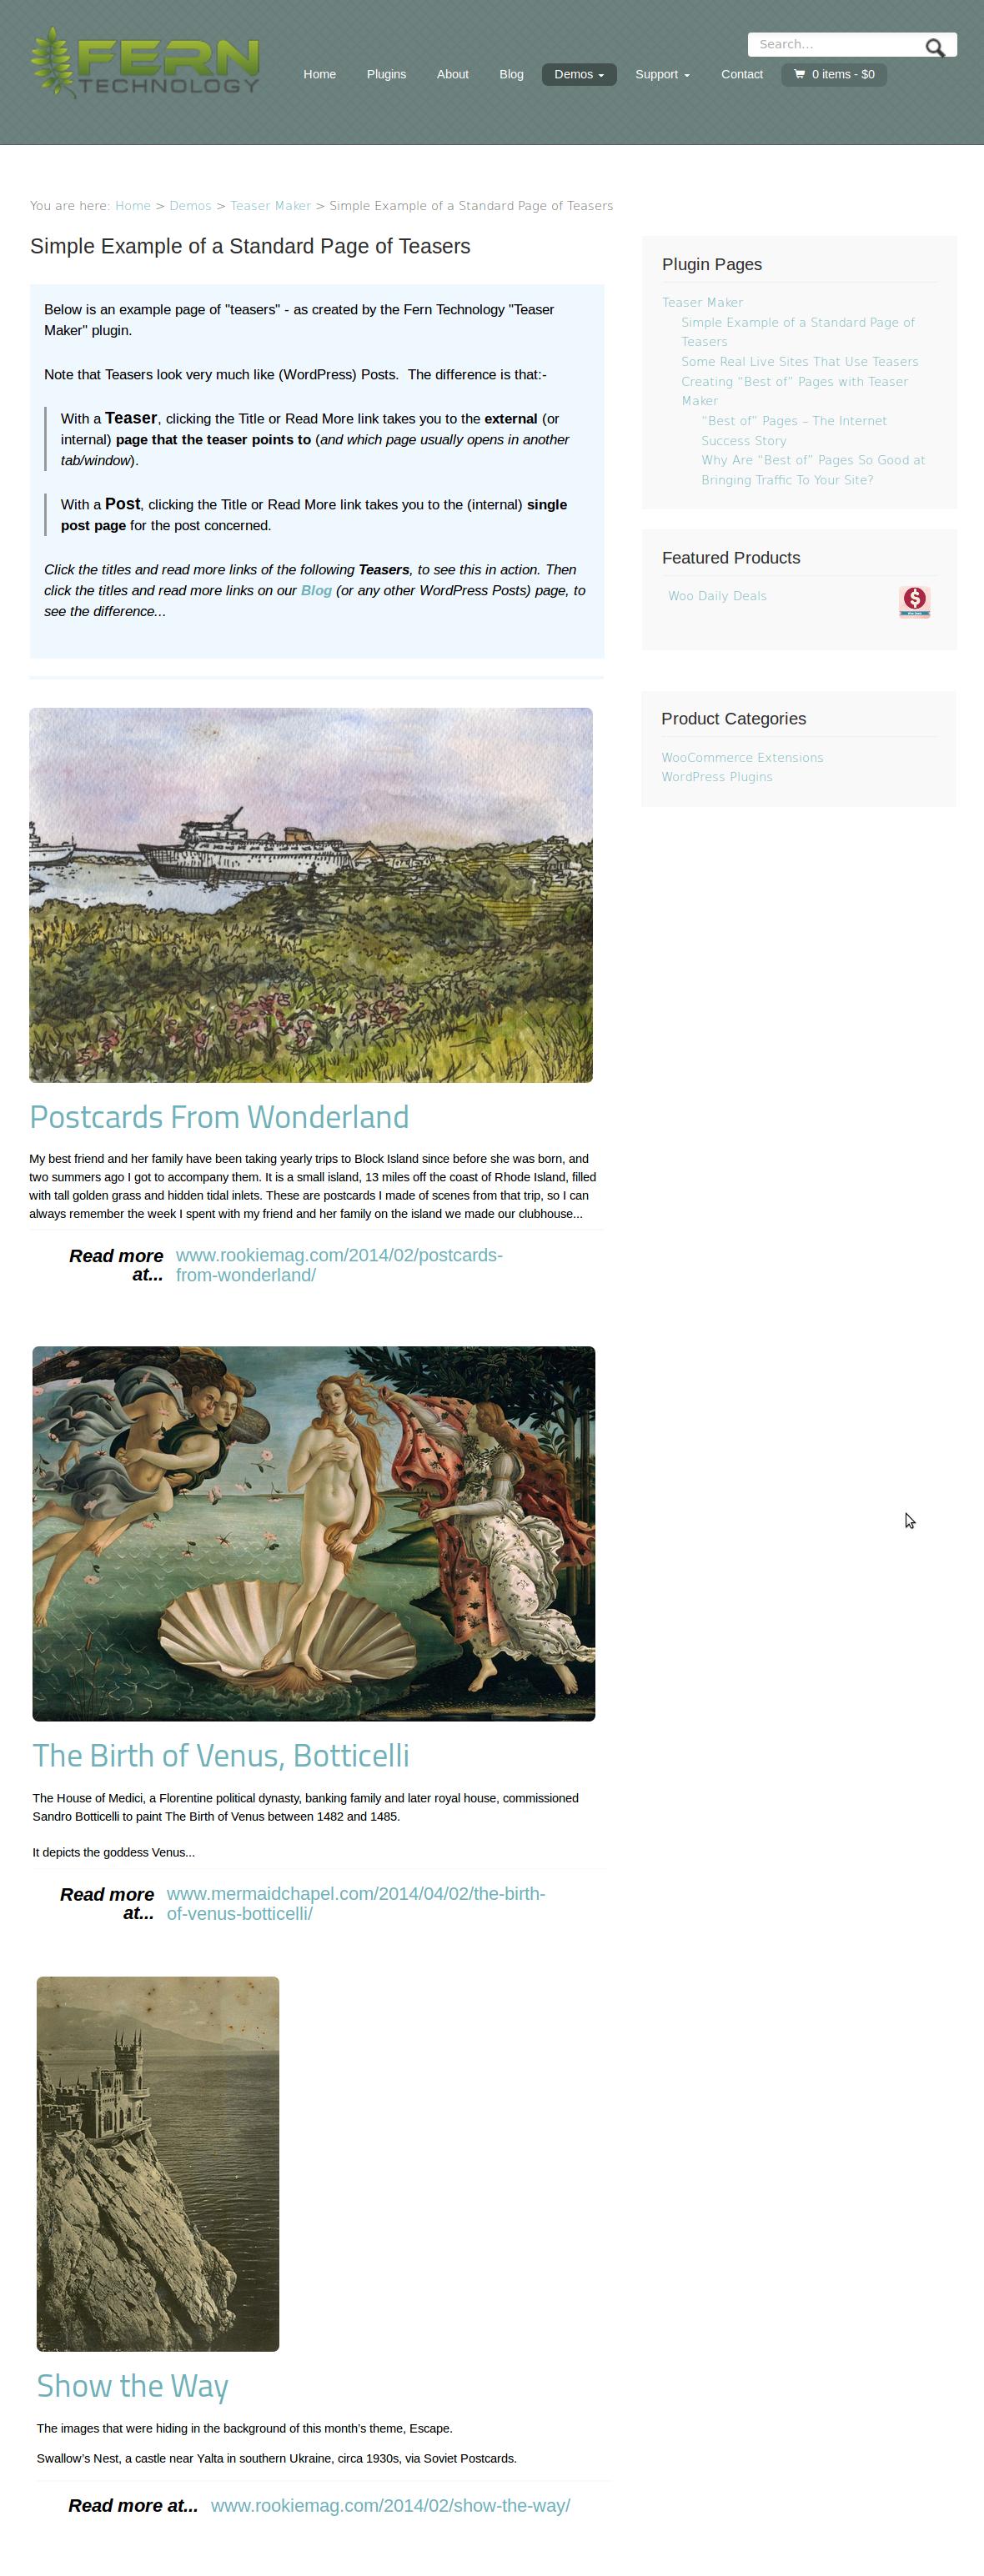 FERN
TECHNOLOGY
Search...
Home Plugins About Blog Demos Support Contact 0 items - $0
You are here: Home > Demos > Teaser Maker > Simple Example of a Standard Page of Teasers
Simple Example of a Standard Page of Teasers
Below is an example page of "teasers" - as created by the Fern Technology "Teaser
Maker" plugin.
Note that Teasers look very much like (WordPress) Posts.  The difference is that:-
With a Teaser, clicking the Title or Read More link takes you to the external (or
internal) page that the teaser points to (and which page usually opens in another
tab/window).
With a Post, clicking the Title or Read More link takes you to the (internal) single
post page for the post concerned.
Click the titles and read more links of the following Teasers, to see this in action. Then
click the titles and read more links on our Blog (or any other WordPress Posts) page, to
see the difference...
Postcards From Wonderland
My best friend and her family have been taking yearly trips to Block Island since before she was born, and
two summers ago I got to accompany them. It is a small island, 13 miles off the coast of Rhode Island, filled
with tall golden grass and hidden tidal inlets. These are postcards I made of scenes from that trip, so I can
always remember the week I spent with my friend and her family on the island we made our clubhouse...
Read more
at...
www.rookiemag.com/2014/02/postcards-
from-wonderland/
The Birth of Venus, Botticelli
The House of Medici, a Florentine political dynasty, banking family and later royal house, commissioned
Sandro Botticelli to paint The Birth of Venus between 1482 and 1485.
It depicts the goddess Venus...
Read more
at...
www.mermaidchapel.com/2014/04/02/the-birth-
of-venus-botticelli/
Show the Way
The images that were hiding in the background of this month’s theme, Escape.
Swallow’s Nest, a castle near Yalta in southern Ukraine, circa 1930s, via Soviet Postcards.
Read more at... www.rookiemag.com/2014/02/show-the-way/
Plugin Pages
Teaser Maker
Simple Example of a Standard Page of
Teasers
Some Real Live Sites That Use Teasers
Creating “Best of” Pages with Teaser
Maker
“Best of” Pages – The Internet
Success Story
Why Are “Best of” Pages So Good at
Bringing Traffic To Your Site?
Featured Products
Woo Daily Deals
$
Product Categories
WooCommerce Extensions
WordPress Plugins